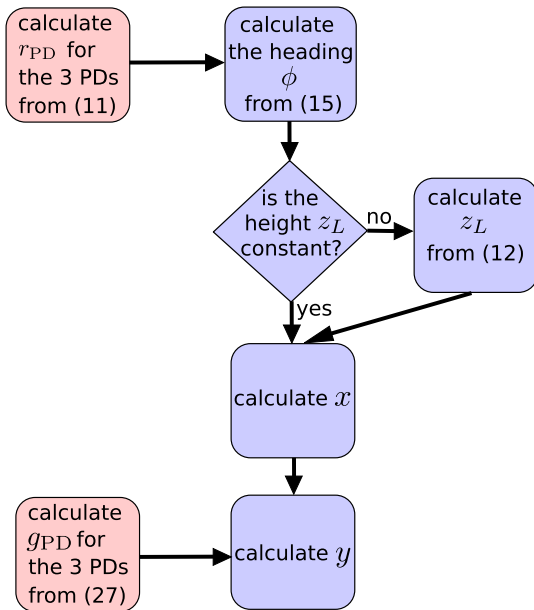 calculate
r_PD for
the 3 PDs
from (11)
calculate
the heading
ϕ
from (15)
is the
height z_L
constant?
no
calculate
z_L
from (12)
yes
calculate x
calculate
g_PD for
the 3 PDs
from (27)
calculate y